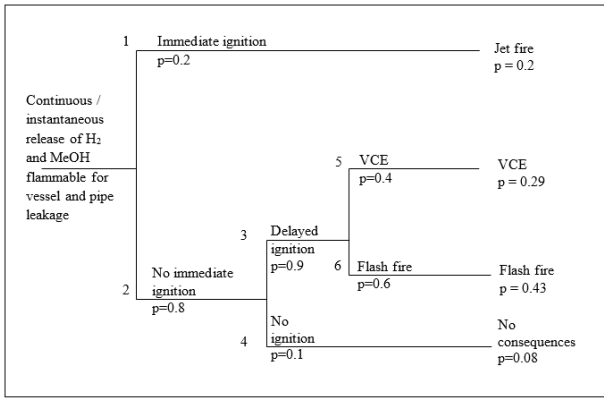 1
Immediate ignition
p=0.2
Jet fire
p = 0.2
Continuous /
instantaneous
release of H₂
and MeOH
flammable for
vessel and pipe
leakage
5
VCE
p=0.4
VCE
p = 0.29
3
Delayed
ignition
p=0.9
6
Flash fire
p=0.6
Flash fire
p = 0.43
2
No immediate
ignition
p=0.8
4
No
ignition
p=0.1
No
consequences
p=0.08